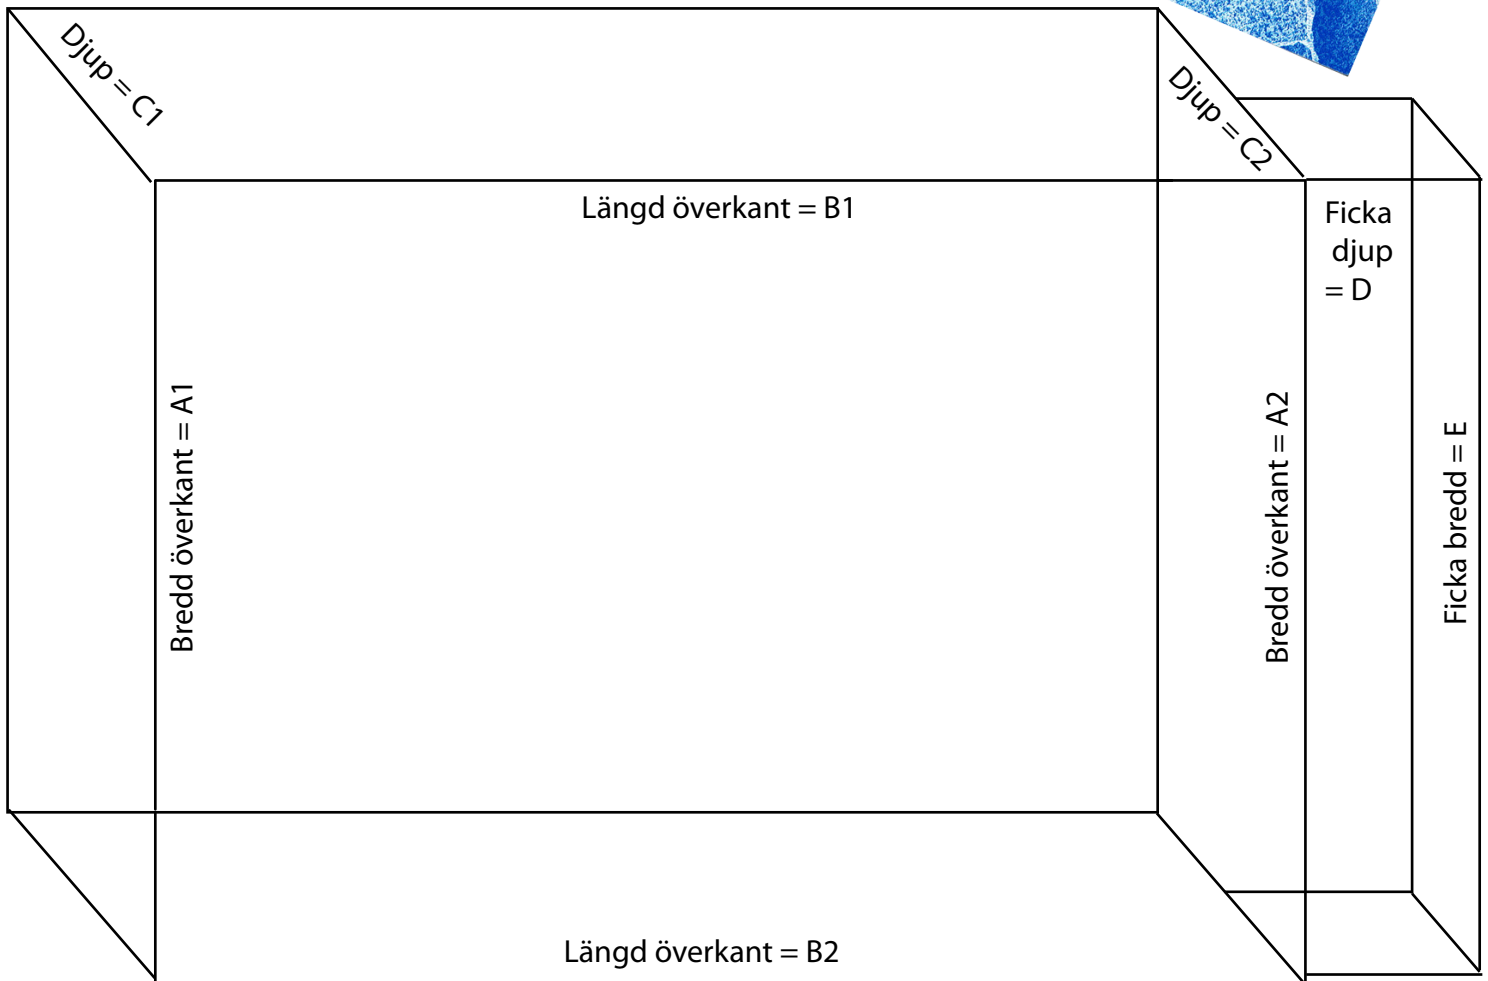 Djup = C1
Djup = C2
Längd överkant = B1
Ficka
djup
= D
Bredd överkant = A1
Bredd överkant = A2
Ficka bredd = E
Längd överkant = B2